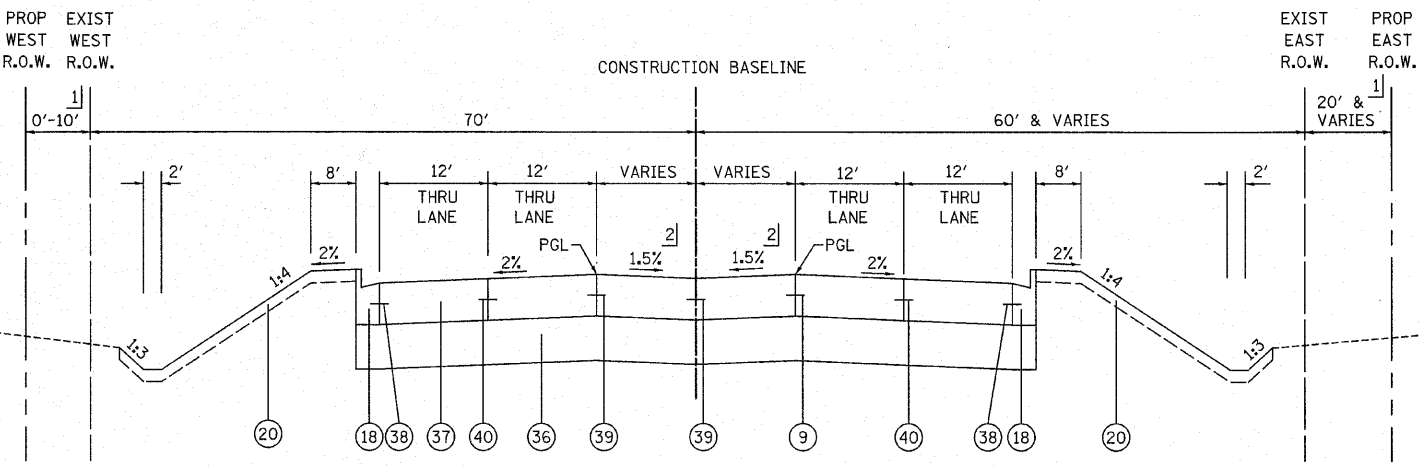 PROP EXIST
WEST WEST
R.O.W. R.O.W.
EXIST PROP
EAST EAST
R.O.W. R.O.W.
CONSTRUCTION BASELINE
1
1
0'-10'
70'
60' & VARIES
20' &
VARIES
2'
8'
12'
12'
VARIES
VARIES
12'
12'
8'
2'
THRU
LANE
THRU
LANE
THRU
LANE
THRU
LANE
2
2
PGL
PGL
2%
2%
1.5%
1.5%
2%
2%
1:4
1:4
1:3
1:3
20
18
38
37
40
36
39
39
9
40
38
18
20